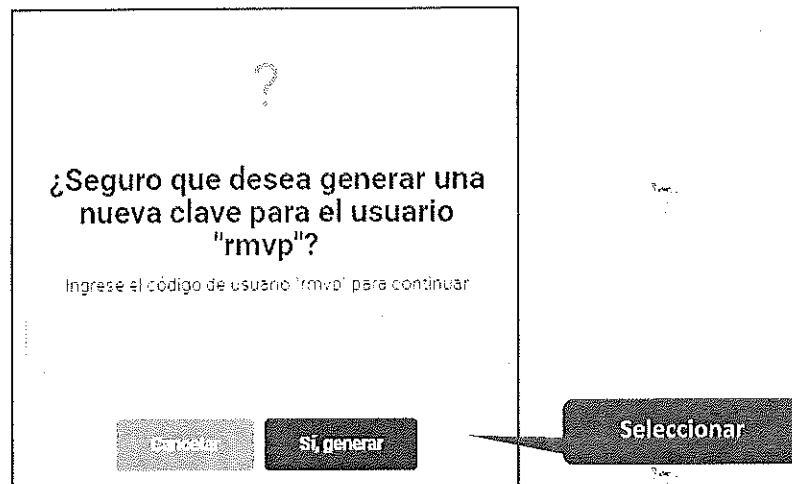 ?
¿Seguro que desea generar una
nueva clave para el usuario
"rmvp"?
Ingrese el código de usuario "rmvp" para continuar
Cancelar
Sí, generar
Seleccionar